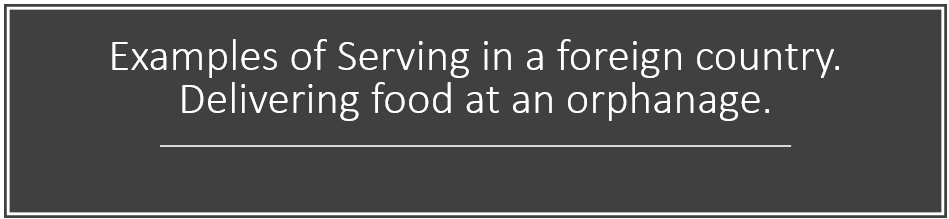 Examples of Serving in a foreign country.
Delivering food at an orphanage.